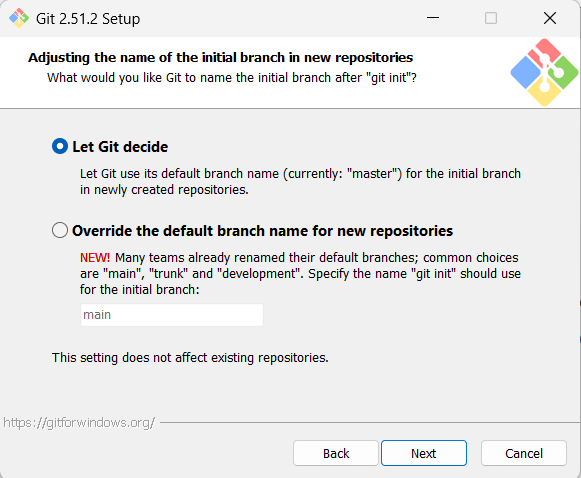 Git 2.51.2 Setup
Adjusting the name of the initial branch in new repositories
What would you like Git to name the initial branch after "git init"?
Let Git decide
Let Git use its default branch name (currently: "master") for the initial branch
in newly created repositories.
Override the default branch name for new repositories
NEW! Many teams already renamed their default branches; common choices
are "main", "trunk" and "development". Specify the name "git init" should use
for the initial branch:
main
This setting does not affect existing repositories.
https://gitforwindows.org/
Back
Next
Cancel